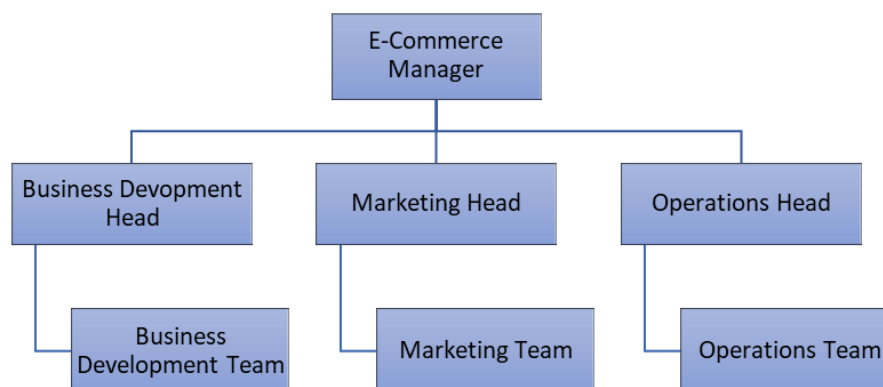 E-Commerce
Manager
Business Devopment
Head
Marketing Head
Operations Head
Business
Development Team
Marketing Team
Operations Team